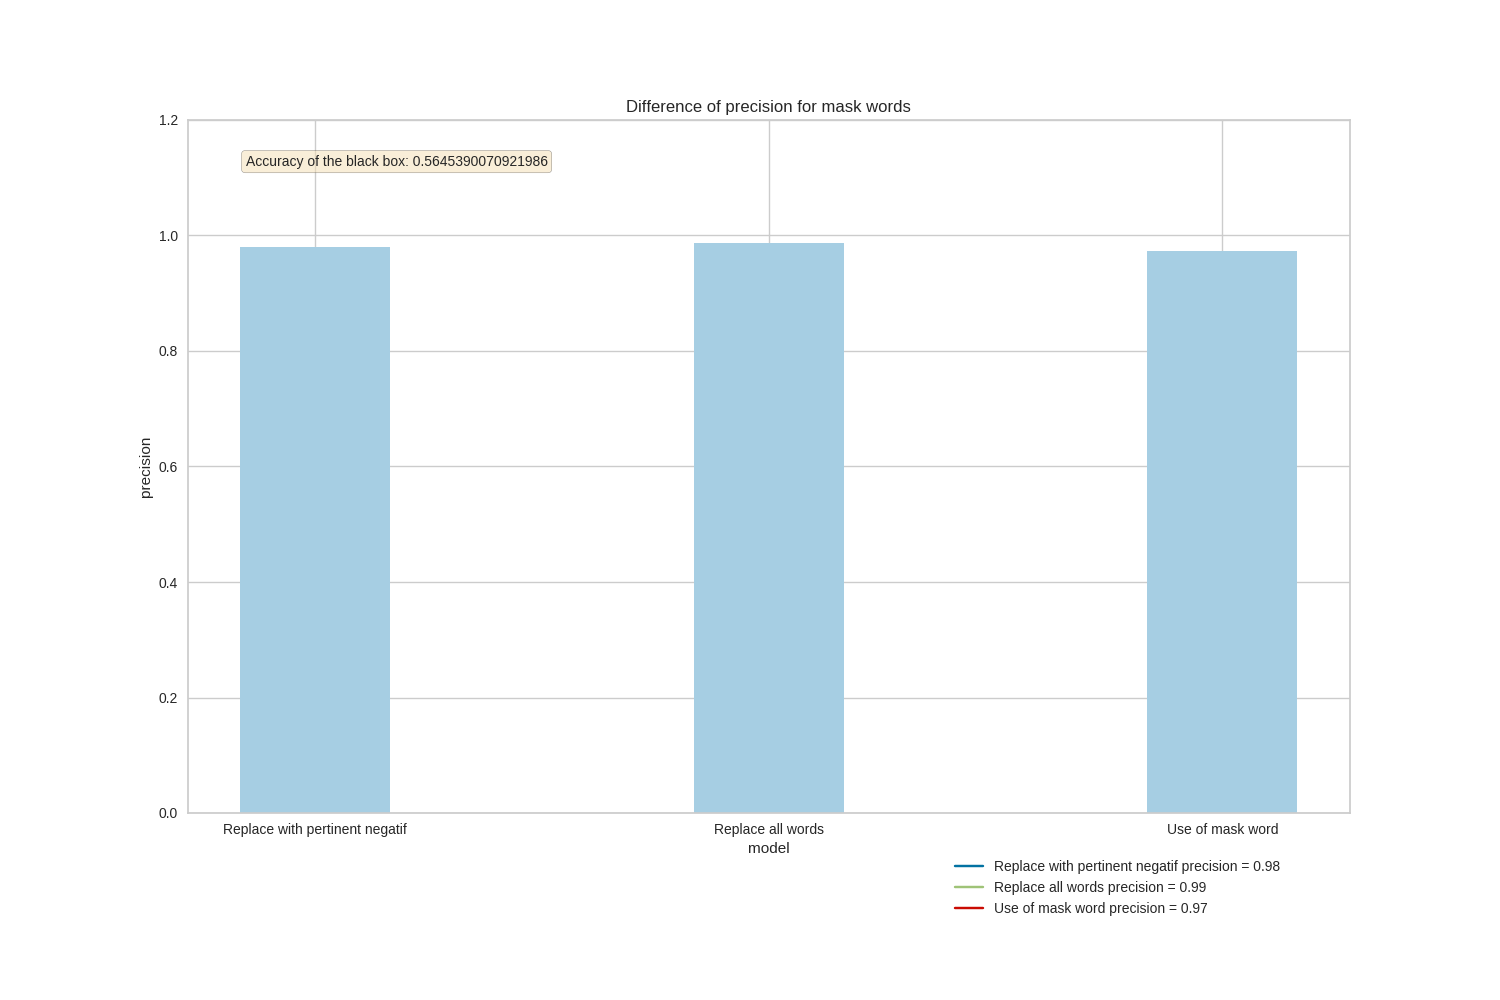 Difference of precision for mask words
1.2
Accuracy of the black box: 0.5645390070921986
1.0
0.8
0.6
precision
0.4
0.2
0.0
Replace with pertinent negatif
Replace all words
Use of mask word
model
Replace with pertinent negatif precision = 0.98
Replace all words precision = 0.99
Use of mask word precision = 0.97